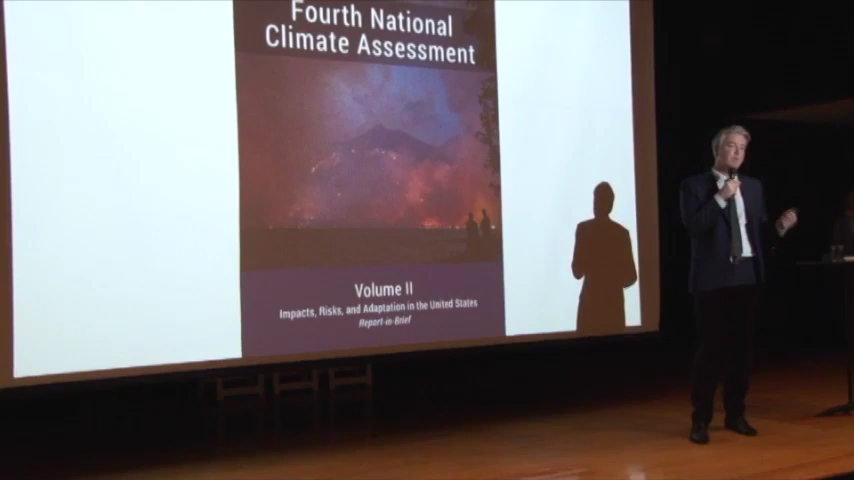 Fourth National
Climate Assessment
Volume II
Impacts, Risks, and Adaptation in the United States
Report-in-Brief